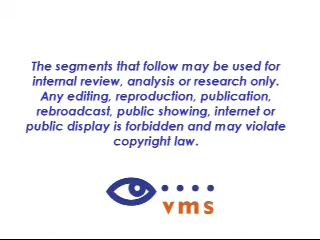 The segments that follow may be used for
internal review, analysis or research only.
Any editing, reproduction, publication,
rebroadcast, public showing, internet or
public display is forbidden and may violate
copyright law.
vms